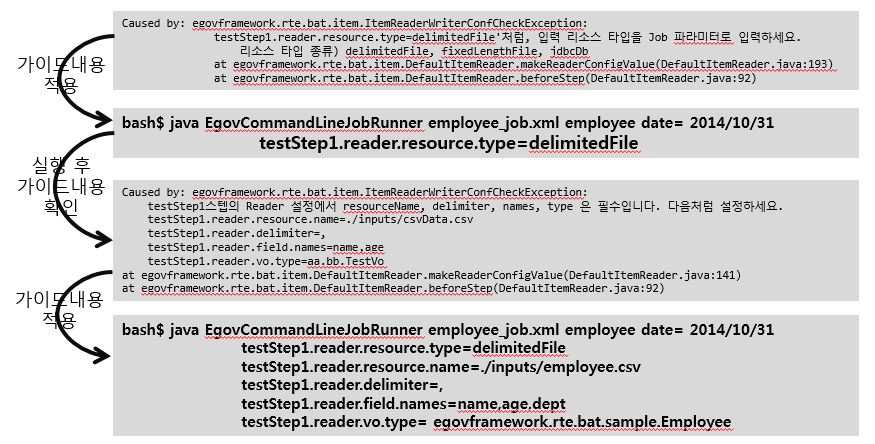 Caused by: egovframework.rte.bat.item.ItemReaderWriterConfCheckException:
testStep1.reader.resource.type=delimitedFile'처럼, 입력 리소스 타입을 Job 파라미터로 입력하세요.
리소스 타입 종류) delimitedFile, fixedLengthFile, jdbcDb
at egovframework.rte.bat.item.DefaultItemReader.makeReaderConfigValue(DefaultItemReader.java:193)
at egovframework.rte.bat.item.DefaultItemReader.beforeStep(DefaultItemReader.java:92)
가이드내용
적용
bash$ java EgovCommandLineJobRunner employee_job.xml employee date= 2014/10/31
testStep1.reader.resource.type=delimitedFile
실행 후
가이드내용
확인
Caused by: egovframework.rte.bat.item.ItemReaderWriterConfCheckException:
testStep1스텝의 Reader 설정에서 resourceName, delimiter, names, type 은 필수입니다. 다음처럼 설정하세요.
testStep1.reader.resource.name=./inputs/csvData.csv
testStep1.reader.delimiter=,
testStep1.reader.field.names=name,age
testStep1.reader.vo.type=aa.bb.TestVo
at egovframework.rte.bat.item.DefaultItemReader.makeReaderConfigValue(DefaultItemReader.java:141)
at egovframework.rte.bat.item.DefaultItemReader.beforeStep(DefaultItemReader.java:92)
가이드내용
적용
bash$ java EgovCommandLineJobRunner employee_job.xml employee date= 2014/10/31
testStep1.reader.resource.type=delimitedFile
testStep1.reader.resource.name=./inputs/employee.csv
testStep1.reader.delimiter=,
testStep1.reader.field.names=name,age,dept
testStep1.reader.vo.type= egovframework.rte.bat.sample.Employee